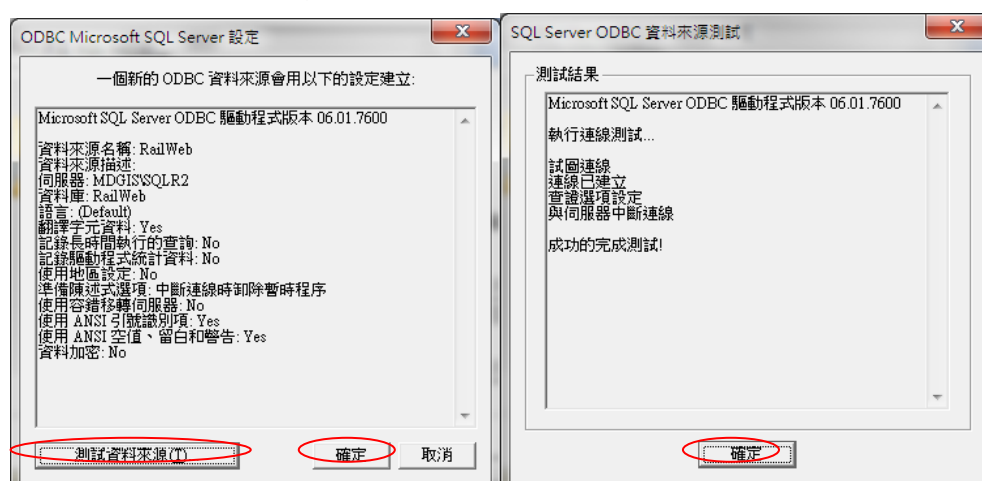 ODBC Microsoft SQL Server 設定
一個新的 ODBC 資料來源會用以下的設定建立:
Microsoft SQL Server ODBC 驅動程式版本 06.01.7600
資料來源名稱: RailWeb
資料來源描述:
伺服器: MDGIS\SQLR2
資料庫: RailWeb
語言: (Default)
翻譯字元資料: Yes
記錄長時間執行的查詢: No
記錄驅動程式統計資料: No
使用地區設定: No
準備陳述式選項: 中斷連線時卸除暫時程序
使用容錯移轉伺服器: No
使用 ANSI 引號識別項: Yes
使用 ANSI 空值、留白和警告: Yes
資料加密: No
測試資料來源(T)
確定
取消
SQL Server ODBC 資料來源測試
測試結果
Microsoft SQL Server ODBC 驅動程式版本 06.01.7600
執行連線測試...
試圖連線
連線已建立
查證選項設定
與伺服器中斷連線
成功的完成測試!
確定